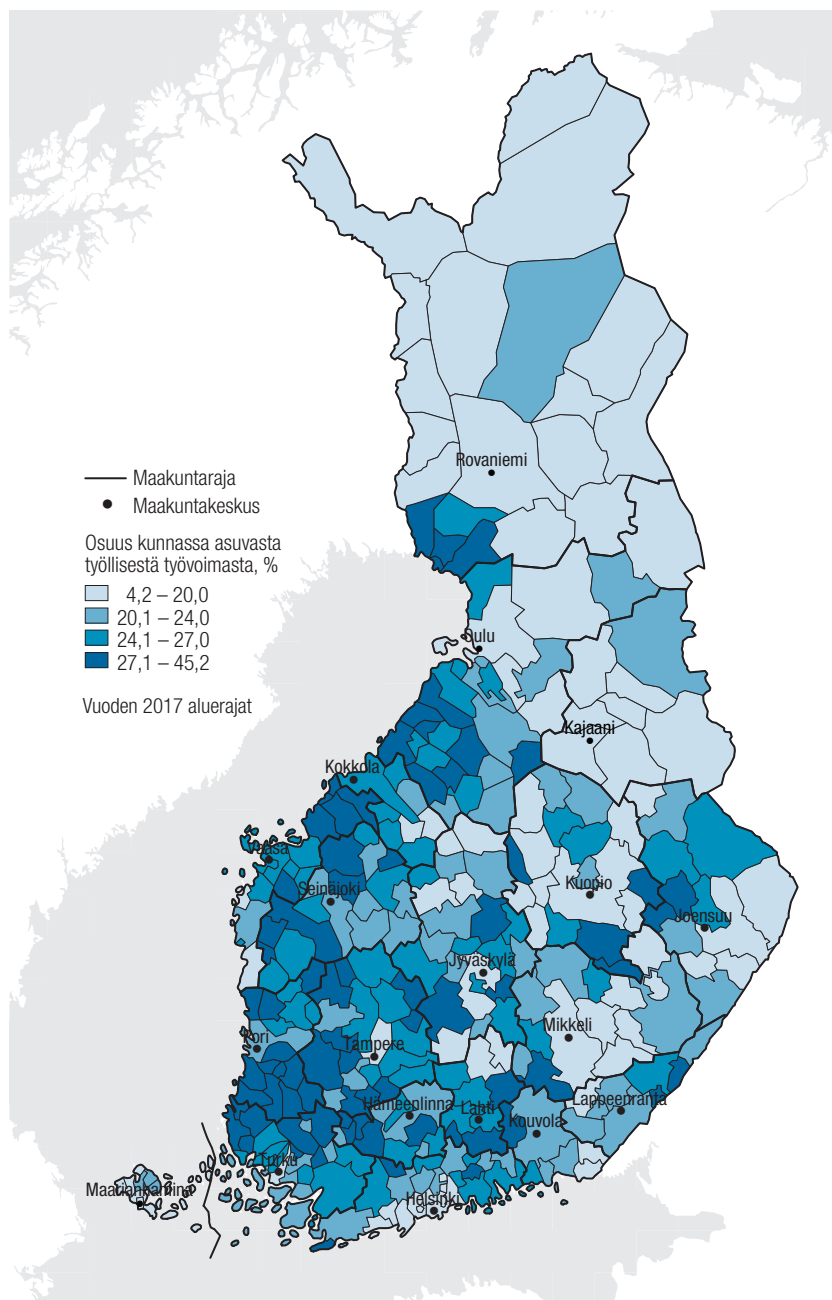 Rovaniemi
Maakuntaraja
Maakuntakeskus
Osuus kunnassa asuvasta
työllisestä työvoimasta, %
4,2 – 20,0
20,1 – 24,0
24,1 – 27,0
27,1 – 45,2
Vuoden 2017 aluerajat
Oulu
Kajaani
Kokkola
Vaasa
Seinäjoki
Kuopio
Joensuu
Jyväskylä
Mikkeli
Pori
Tampere
Hämeenlinna
Lahti
Lappeenranta
Kouvola
Turku
Maarianhamina
Helsinki